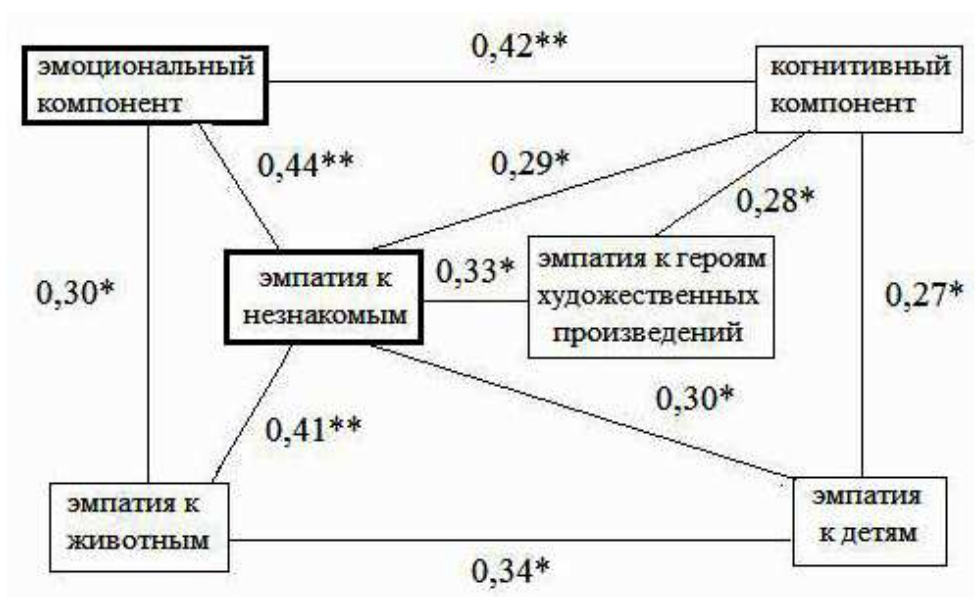 0,42**
эмоциональный
компонент
когнитивный
компонент
0,44**
0,29*
0,28*
эмпатия к
незнакомым
0,33*
эмпатия к героям
художественных
произведений
0,30*
0,27*
0,41**
0,30*
эмпатия к
животным
эмпатия
к детям
0,34*